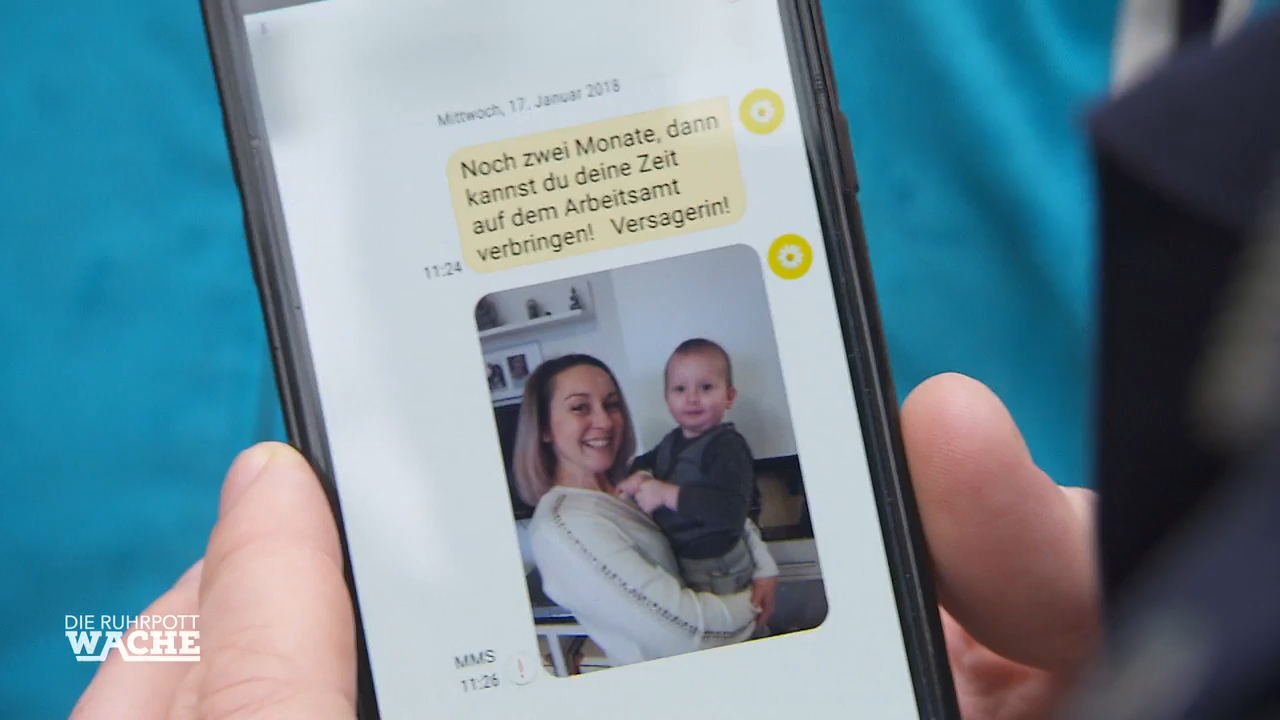 Mittwoch, 17. Januar 2018
Noch zwei Monate, dann
kannst du deine Zeit
auf dem Arbeitsamt
verbringen! Versagerin!
11:24
MMS
11:26
!
DIE RUHRPOTT
WACHE